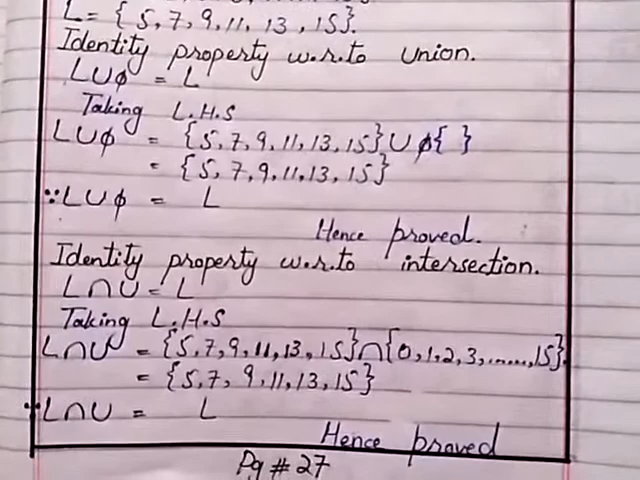 L = { 5, 7, 9, 11, 13, 15}.
Identity property w.r.to Union.
L∪φ = L
Taking L.H.S
L∪φ = {5, 7, 9, 11, 13, 15}∪ φ{ }
= {5, 7, 9, 11, 13, 15}
∵L∪φ = L
Hence proved.
Identity property w.r.to intersection.
L∩U = L
Taking L.H.S
L∩U = {5, 7, 9, 11, 13, 15}∩{0, 1, 2, 3, ......, 15}.
= {5, 7, 9, 11, 13, 15}
∵L∩U = L
Hence proved
Pg # 27